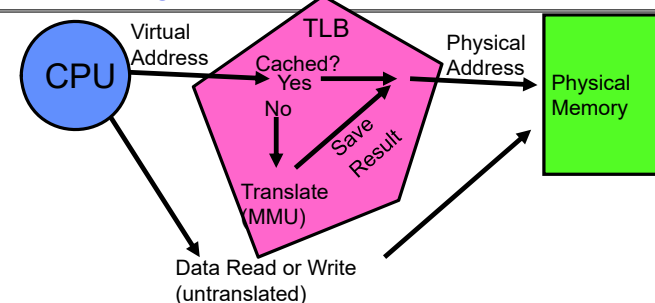 TLB
Virtual
Address
CPU
Cached?
Yes
No
Save
Result
Translate
(MMU)
Physical
Address
Physical
Memory
Data Read or Write
(untranslated)